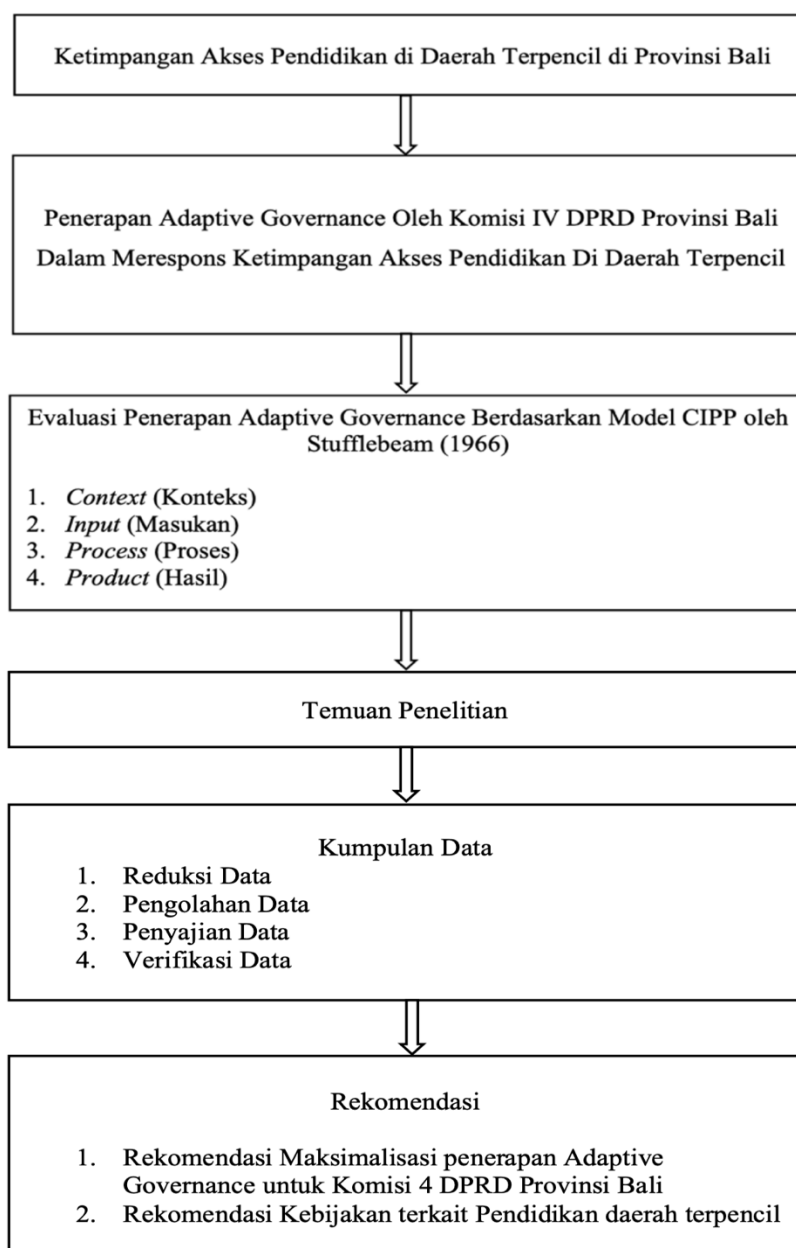 Ketimpangan Akses Pendidikan di Daerah Terpencil di Provinsi Bali
Penerapan Adaptive Governance Oleh Komisi IV DPRD Provinsi Bali
Dalam Merespons Ketimpangan Akses Pendidikan Di Daerah Terpencil
Evaluasi Penerapan Adaptive Governance Berdasarkan Model CIPP oleh
Stufflebeam (1966)
1. Context (Konteks)
2. Input (Masukan)
3. Process (Proses)
4. Product (Hasil)
Temuan Penelitian
Kumpulan Data
1. Reduksi Data
2. Pengolahan Data
3. Penyajian Data
4. Verifikasi Data
Rekomendasi
1. Rekomendasi Maksimalisasi penerapan Adaptive
Governance untuk Komisi 4 DPRD Provinsi Bali
2. Rekomendasi Kebijakan terkait Pendidikan daerah terpencil